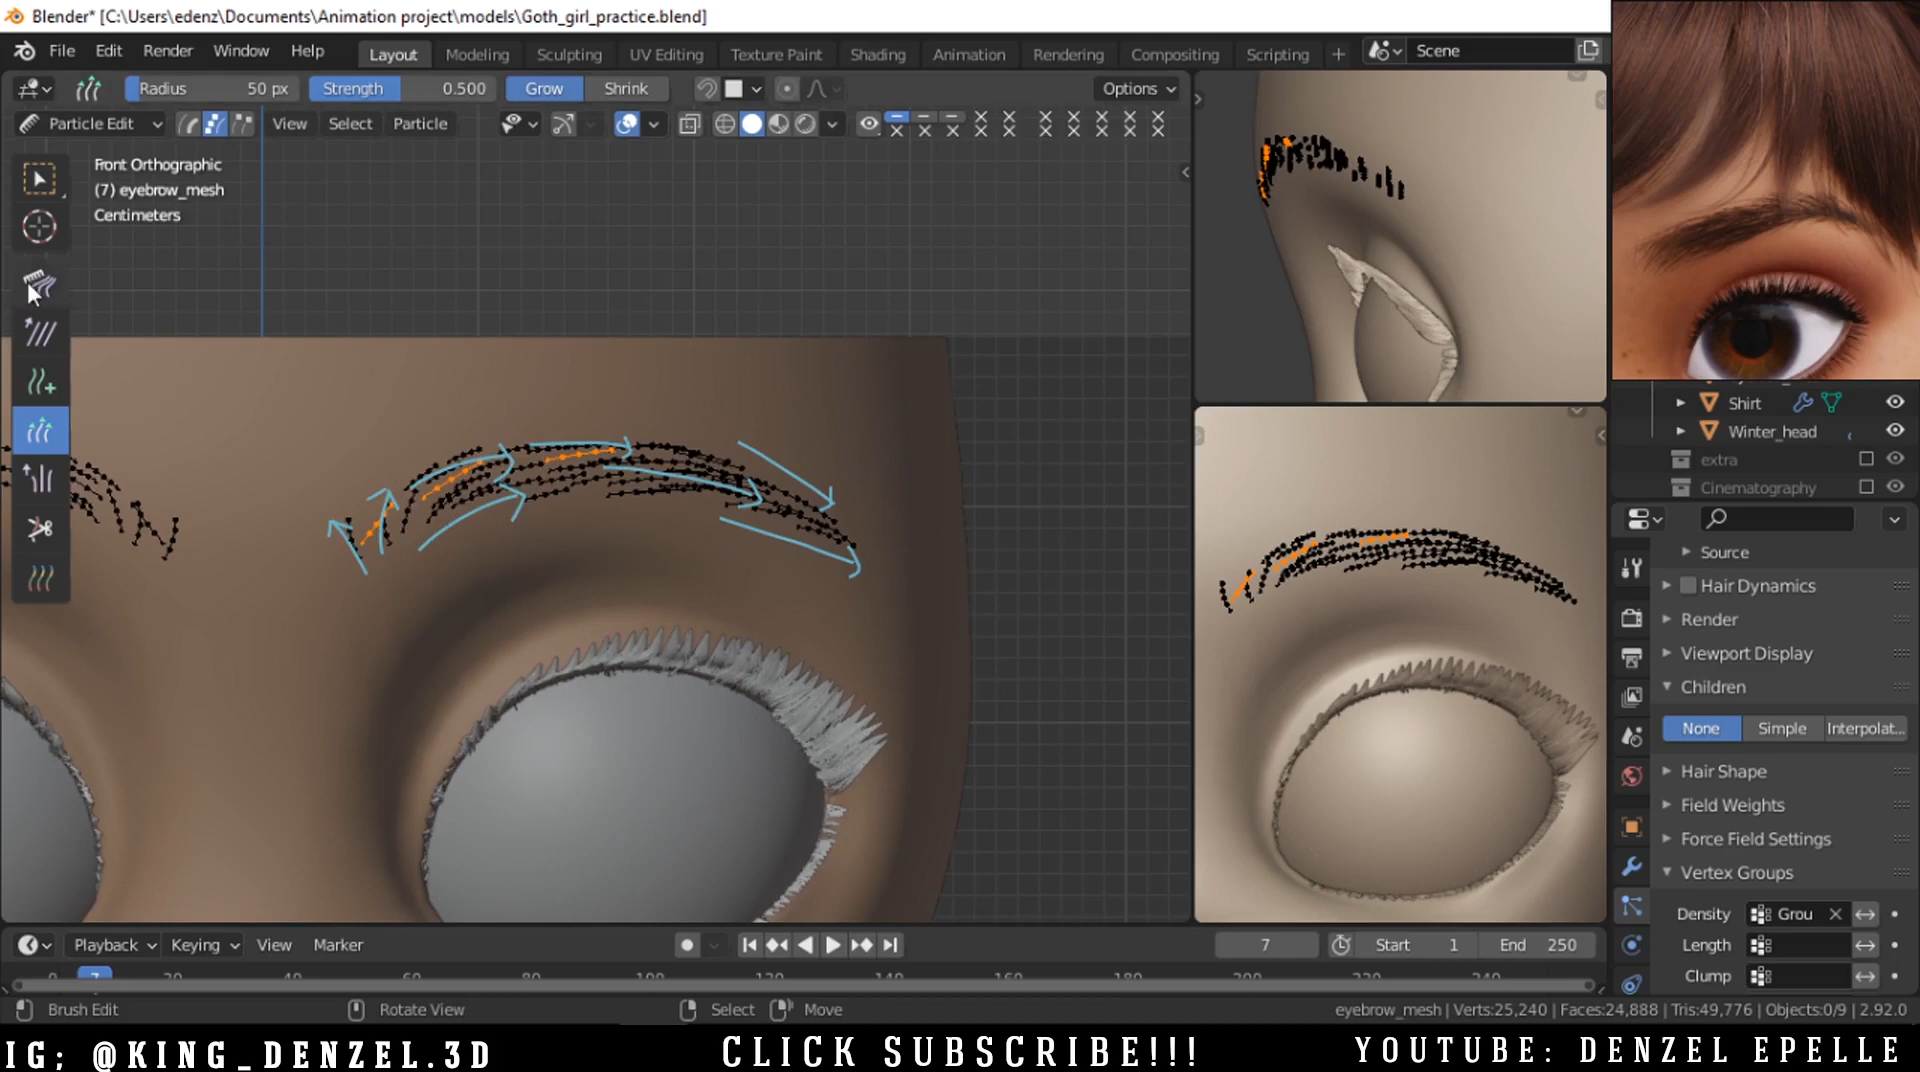 Blender* [C:\Users\edenz\Documents\Animation project\models\Goth_girl_practice.blend]
File Edit Render Window Help Layout Modeling Sculpting UV Editing Texture Paint Shading Animation Rendering Compositing Scripting + Scene
Radius 50 px Strength 0.500 Grow Shrink Options
Particle Edit View Select Particle
Front Orthographic
(7) eyebrow_mesh
Centimeters
Shirt
Winter_head
extra
Cinematography
Source
Hair Dynamics
Render
Viewport Display
Children
None Simple Interpolat...
Hair Shape
Field Weights
Force Field Settings
Vertex Groups
Density Grou
Length
Clump
Playback Keying View Marker 7 Start 1 End 250
7
Brush Edit Rotate View Select Move eyebrow_mesh | Verts:25,240 | Faces:24,888 | Tris:49,776 | Objects:0/9 | 2.92.0
IG; @KING_DENZEL.3D CLICK SUBSCRIBE!!! YOUTUBE: DENZEL EPELLE